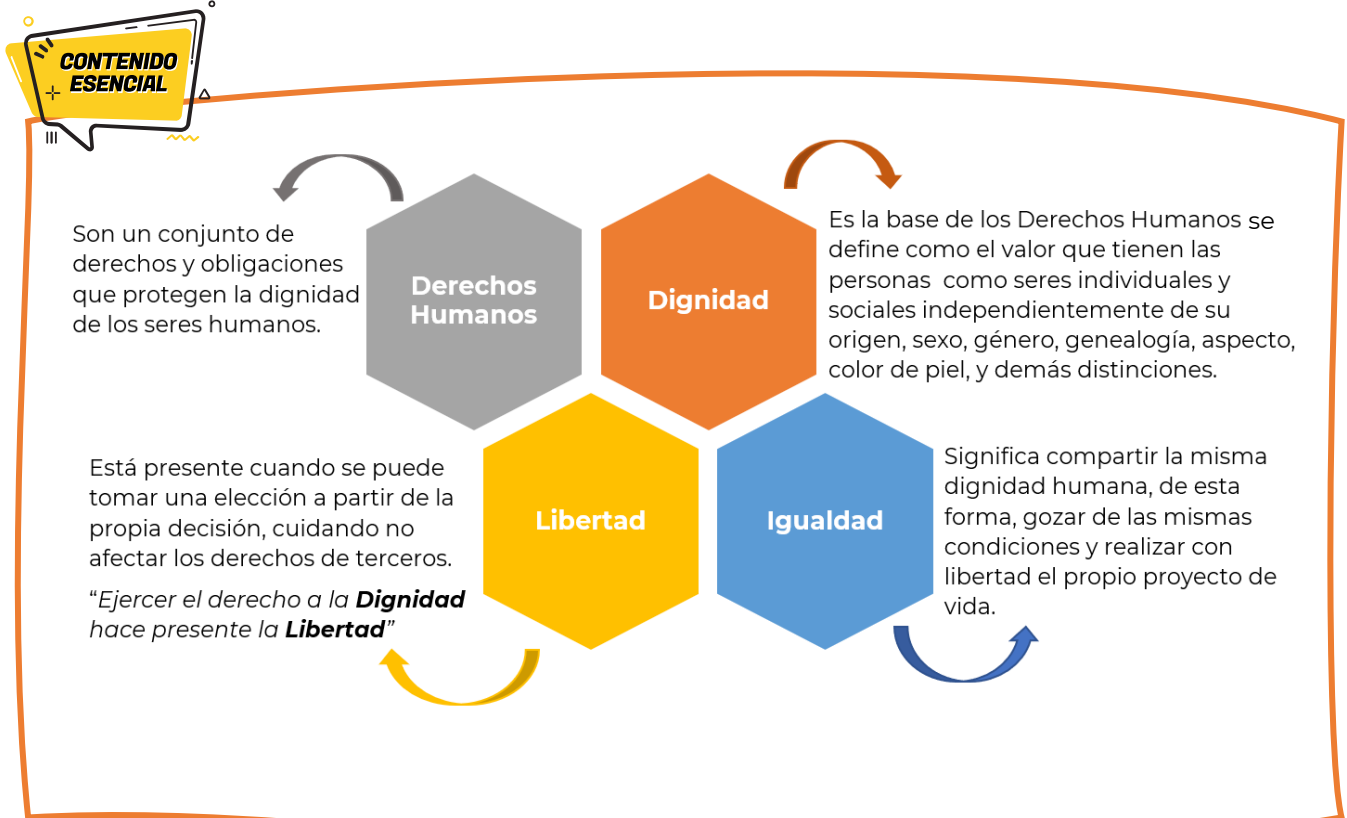 CONTENIDO
ESENCIAL
Son un conjunto de
derechos y obligaciones
que protegen la dignidad
de los seres humanos.
Derechos
Humanos
Dignidad
Es la base de los Derechos Humanos se
define como el valor que tienen las
personas como seres individuales y
sociales independientemente de su
origen, sexo, género, genealogía, aspecto,
color de piel, y demás distinciones.
Está presente cuando se puede
tomar una elección a partir de la
propia decisión, cuidando no
afectar los derechos de terceros.
“Ejercer el derecho a la Dignidad
hace presente la Libertad”
Libertad
Igualdad
Significa compartir la misma
dignidad humana, de esta
forma, gozar de las mismas
condiciones y realizar con
libertad el propio proyecto de
vida.